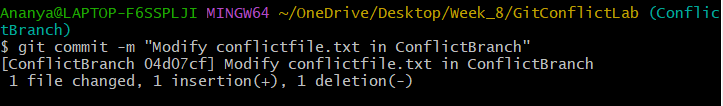 Ananya@LAPTOP-F6SSPLJI MINGW64 ~/OneDrive/Desktop/Week_8/GitConflictLab (Conflic
tBranch)
$ git commit -m "Modify conflictfile.txt in ConflictBranch"
[ConflictBranch 04d07cf] Modify conflictfile.txt in ConflictBranch
 1 file changed, 1 insertion(+), 1 deletion(-)